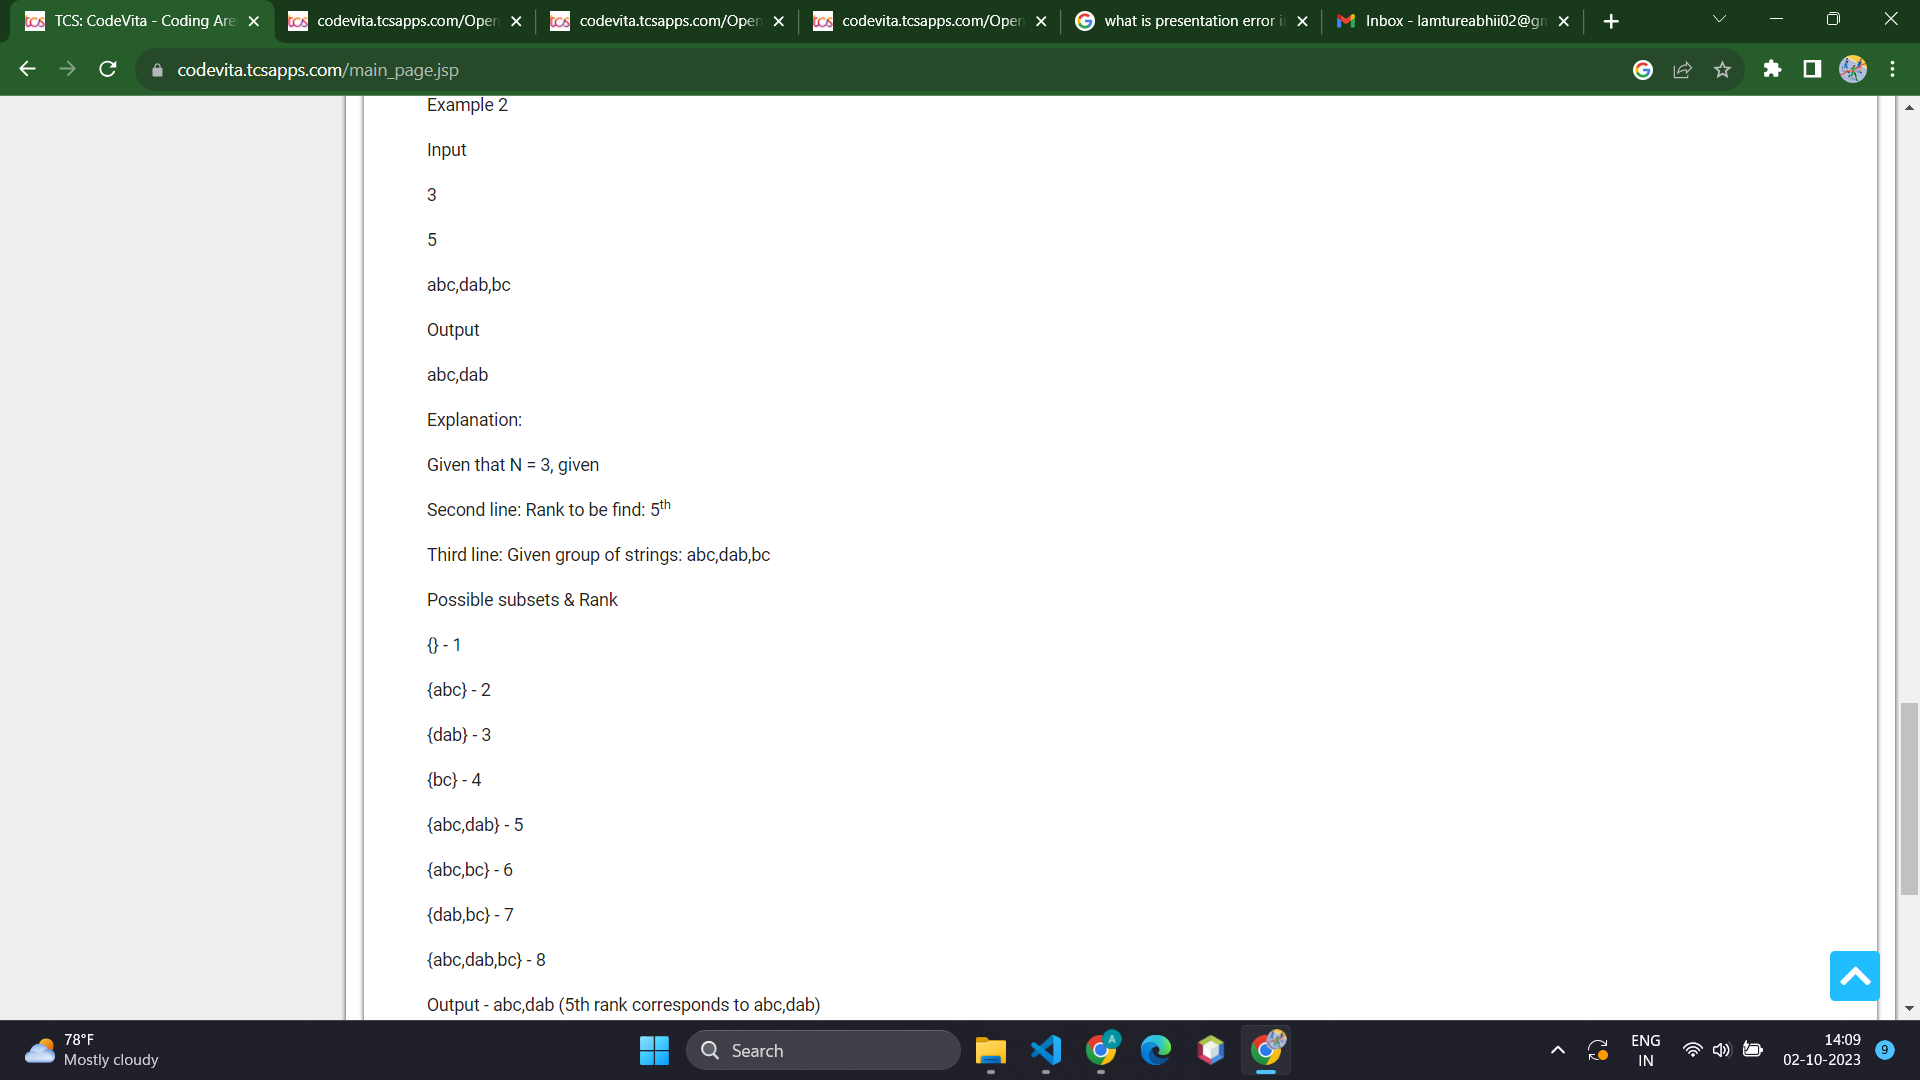 TCS: CodeVita - Coding Are
codevita.tcsapps.com/Open
codevita.tcsapps.com/Open
codevita.tcsapps.com/Open
what is presentation error i
Inbox - lamtureabhii02@gm
codevita.tcsapps.com/main_page.jsp
Example 2
Input
3
5
abc,dab,bc
Output
abc,dab
Explanation:
Given that N = 3, given
Second line: Rank to be find: 5th
Third line: Given group of strings: abc,dab,bc
Possible subsets & Rank
{} - 1
{abc} - 2
{dab} - 3
{bc} - 4
{abc,dab} - 5
{abc,bc} - 6
{dab,bc} - 7
{abc,dab,bc} - 8
Output - abc,dab (5th rank corresponds to abc,dab)
78°F
Mostly cloudy
Search
A
ENG
IN
14:09
02-10-2023
9